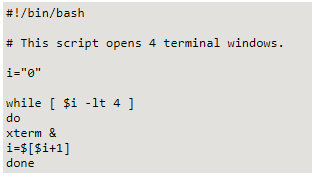 #!/bin/bash
# This script opens 4 terminal windows.
i="0"
while [ $i -lt 4 ]
do
xterm &
i=$[$i+1]
done